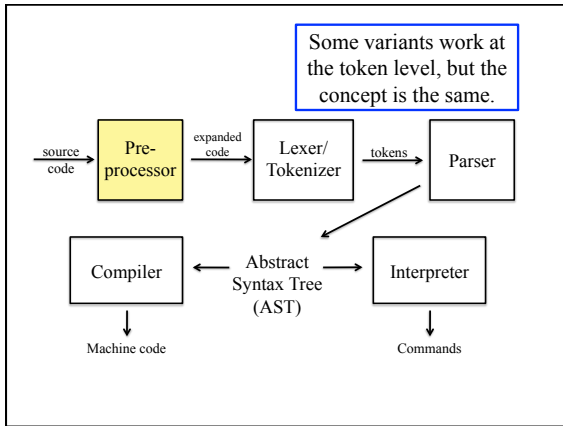 Some variants work at
the token level, but the
concept is the same.
source
code
Pre-
processor
expanded
code
Lexer/
Tokenizer
tokens
Parser
Compiler
Abstract
Syntax Tree
(AST)
Interpreter
Machine code
Commands